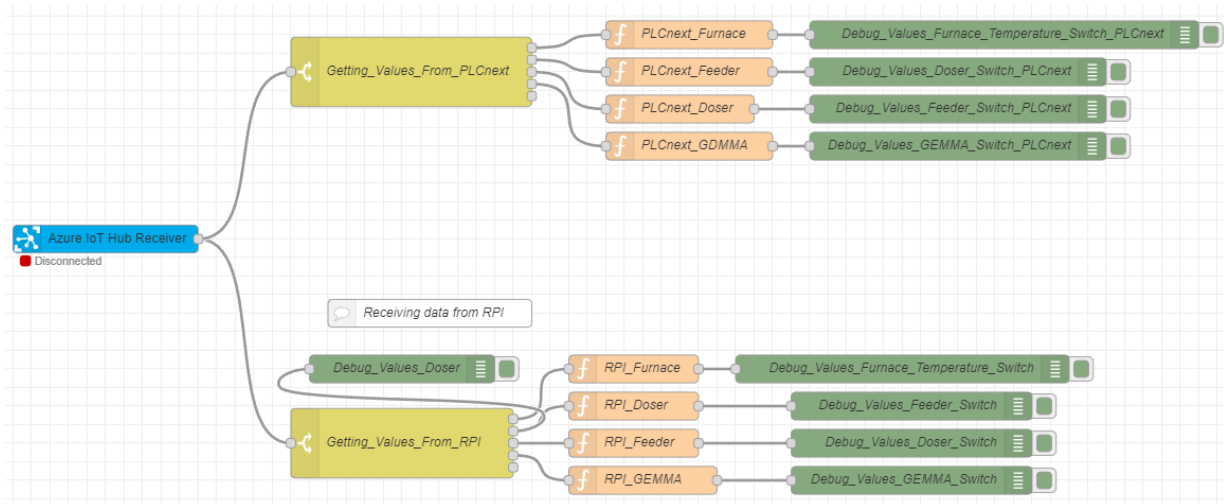 PLCnext_Furnace
Debug_Values_Furnace_Temperature_Switch_PLCnext
Getting_Values_From_PLCnext
PLCnext_Feeder
Debug_Values_Doser_Switch_PLCnext
PLCnext_Doser
Debug_Values_Feeder_Switch_PLCnext
PLCnext_GDMMA
Debug_Values_GEMMA_Switch_PLCnext
Azure IoT Hub Receiver
Disconnected
Receiving data from RPI
Debug_Values_Doser
RPI_Furnace
Debug_Values_Furnace_Temperature_Switch
RPI_Doser
Debug_Values_Feeder_Switch
Getting_Values_From_RPI
RPI_Feeder
Debug_Values_Doser_Switch
RPI_GEMMA
Debug_Values_GEMMA_Switch